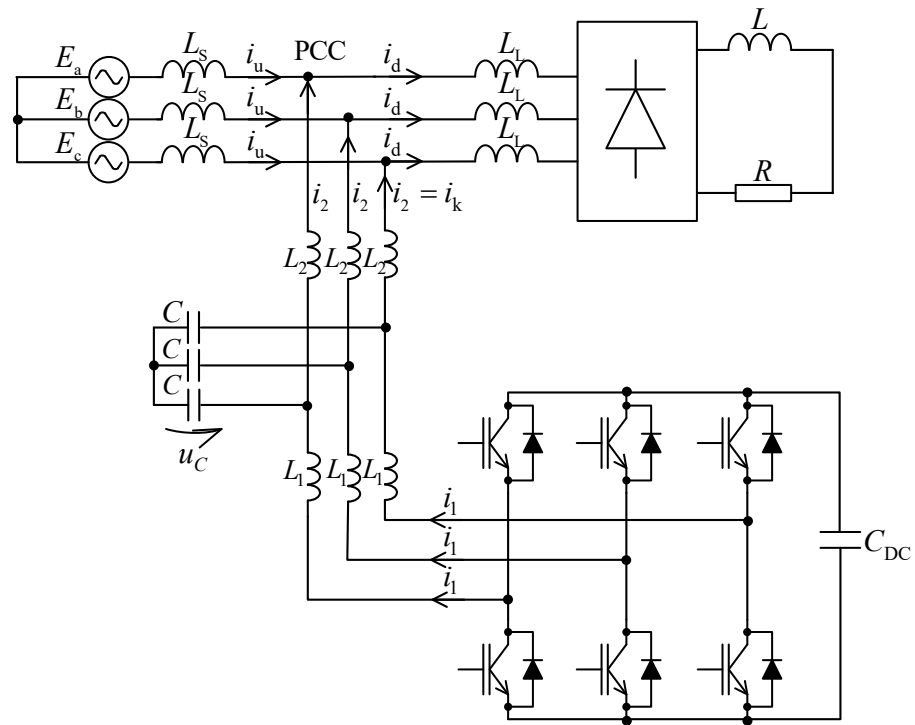 L_S i_u PCC i_d L_L L
E_a
L_S i_u i_d L_L
E_b
L_S i_u i_d L_L
E_c
R
i_2 i_2 i_2 = i_k
L_2 L_2 L_2
C
C
C
u_C
L_1 L_1 L_1
i_1
i_1
i_1
C_DC